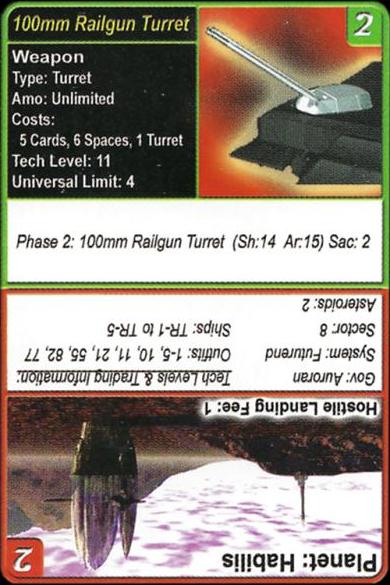 100mm Railgun Turret
2
Weapon
Type: Turret
Amo: Unlimited
Costs:
5 Cards, 6 Spaces, 1 Turret
Tech Level: 11
Universal Limit: 4
Phase 2: 100mm Railgun Turret (Sh:14 Ar:15) Sac: 2
Planet: Habilis
2
Hostile Landing Fee: 1
Gov: Auroran Tech Levels & Trading Information:
System: Outfits: 1-5, 10, 11, 21, 55, 82, 77
Sector: 8 Ships: TR-1 to TR-5
Asteroids: 2